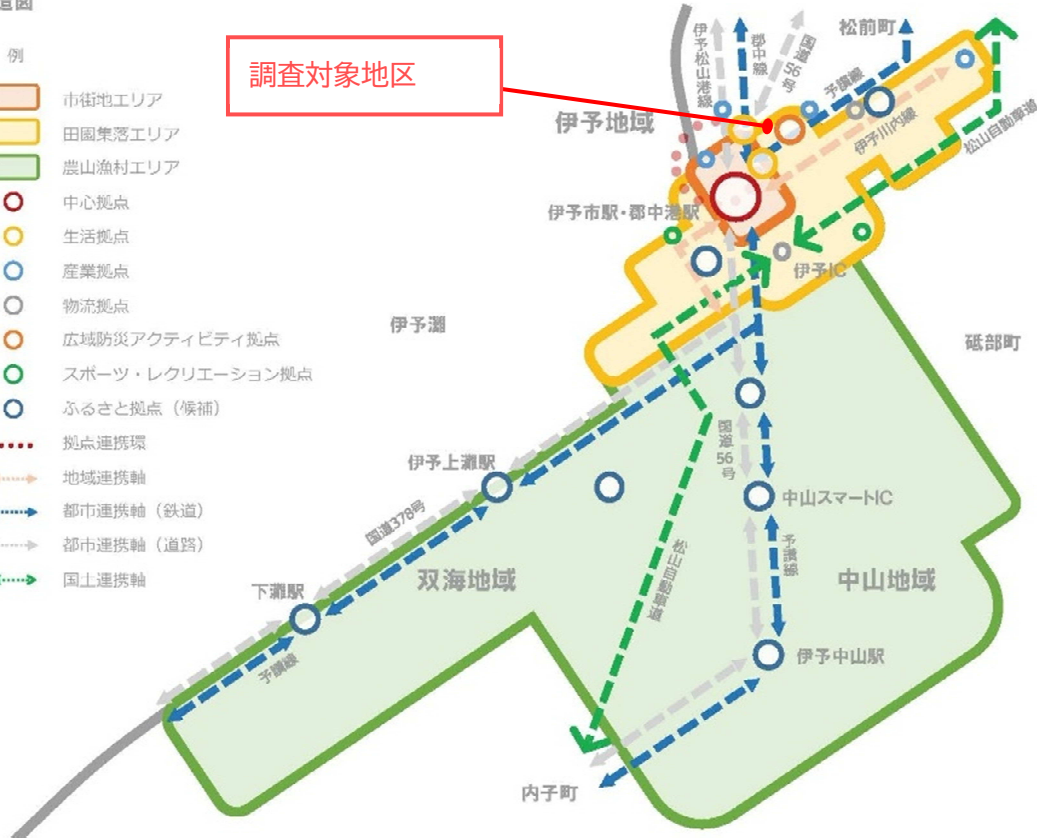 例
市街地エリア
田園集落エリア
農山漁村エリア
中心拠点
生活拠点
産業拠点
物流拠点
広域防災アクティビティ拠点
スポーツ・レクリエーション拠点
ふるさと拠点（候補）
拠点連携環
地域連携軸
都市連携軸（鉄道）
都市連携軸（道路）
国土連携軸
調査対象地区
伊予松山港線
郡中線
国道56号
松前町
予讃線
伊予川内線
松山自動車道
伊予地域
伊予市駅・郡中港駅
伊予IC
伊予灘
砥部町
国道56号
伊予上灘駅
中山スマートIC
国道378号
予讃線
松山自動車道
双海地域
中山地域
下灘駅
予讃線
伊予中山駅
内子町